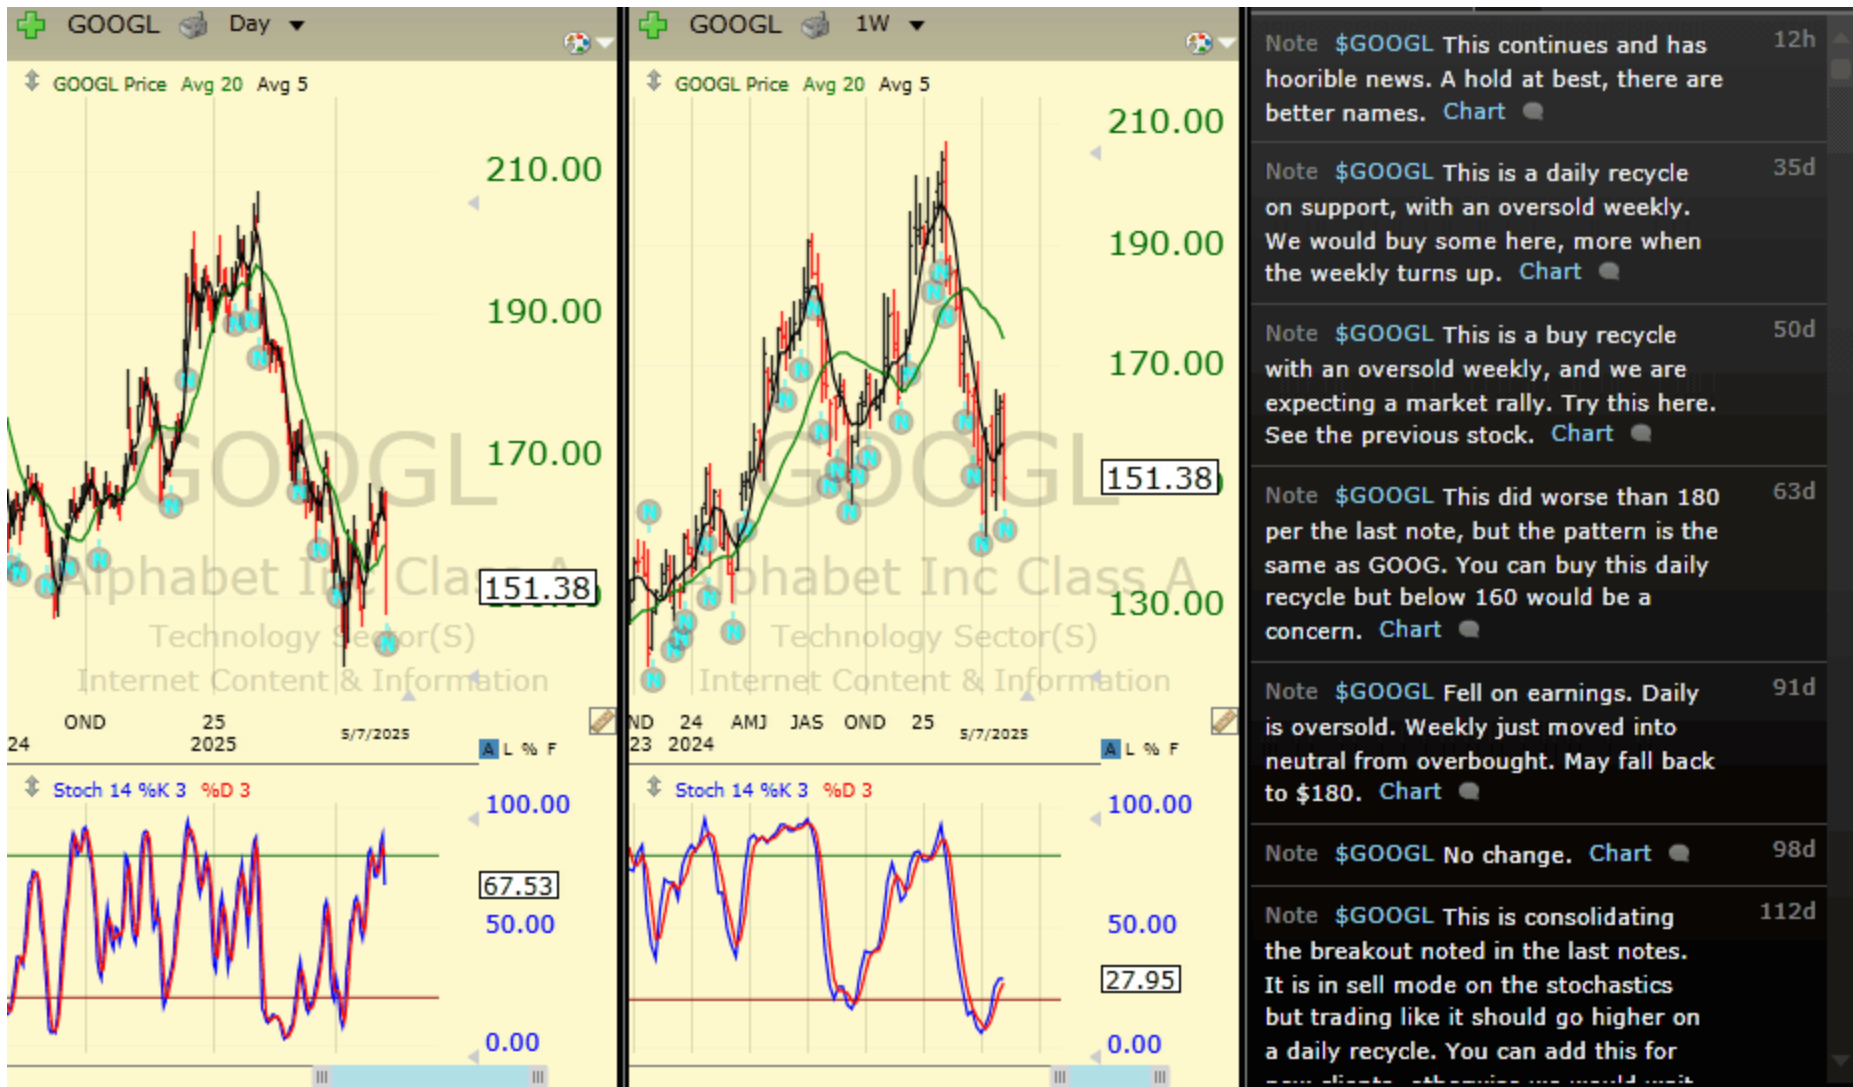 GOOGL Day
GOOGL Price Avg 20 Avg 5
210.00
190.00
170.00
151.38
GOOGL
Alphabet Inc Class A
Technology Sector(S)
Internet Content & Information
OND 25 5/7/2025
24 2025
A L % F
Stoch 14 %K 3 %D 3
100.00
67.53
50.00
0.00
GOOGL 1W
GOOGL Price Avg 20 Avg 5
210.00
190.00
170.00
151.38
130.00
GOOGL
Alphabet Inc Class A
Technology Sector(S)
Internet Content & Information
ND 24 AMJ JAS OND 25 5/7/2025
23 2024
A L % F
Stoch 14 %K 3 %D 3
100.00
50.00
27.95
0.00
Note $GOOGL This continues and has 12h
hoorible news. A hold at best, there are
better names. Chart
Note $GOOGL This is a daily recycle 35d
on support, with an oversold weekly.
We would buy some here, more when
the weekly turns up. Chart
Note $GOOGL This is a buy recycle 50d
with an oversold weekly, and we are
expecting a market rally. Try this here.
See the previous stock. Chart
Note $GOOGL This did worse than 180 63d
per the last note, but the pattern is the
same as GOOG. You can buy this daily
recycle but below 160 would be a
concern. Chart
Note $GOOGL Fell on earnings. Daily 91d
is oversold. Weekly just moved into
neutral from overbought. May fall back
to $180. Chart
Note $GOOGL No change. Chart 98d
Note $GOOGL This is consolidating 112d
the breakout noted in the last notes.
It is in sell mode on the stochastics
but trading like it should go higher on
a daily recycle. You can add this for